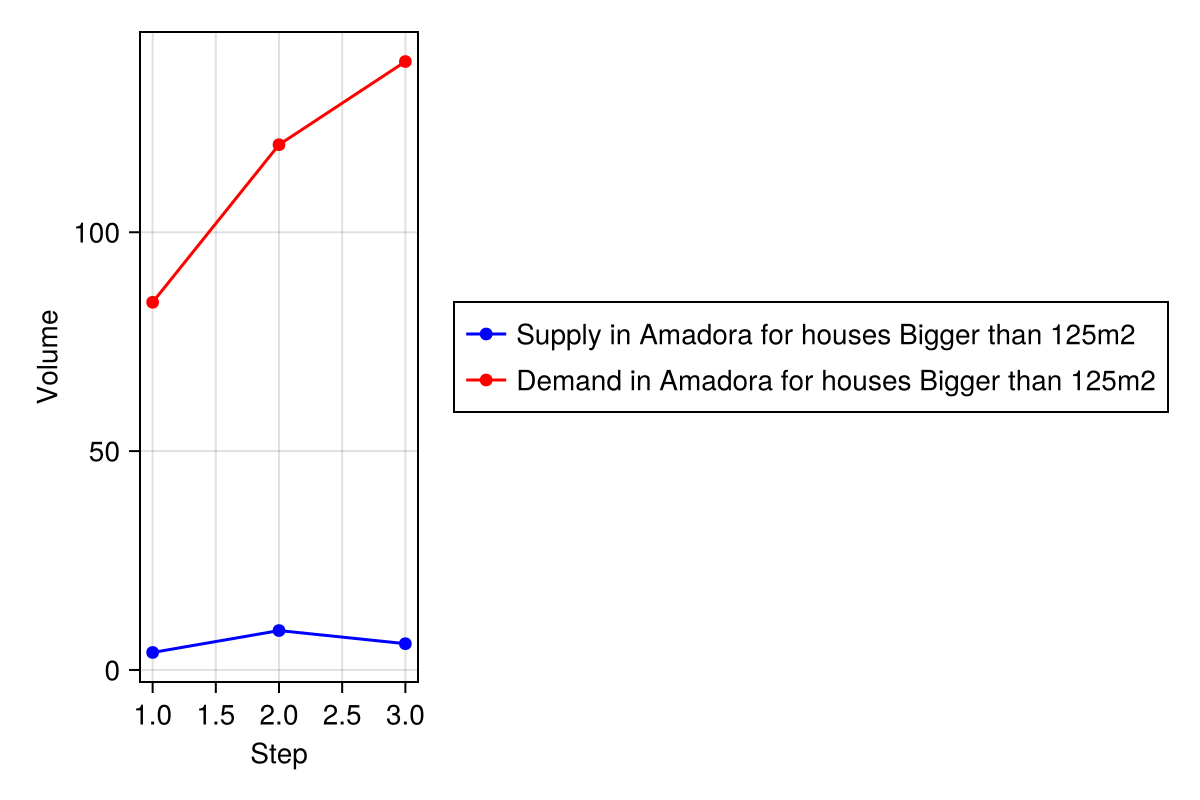 Volume
100
50
0
1.0 1.5 2.0 2.5 3.0
Step
Supply in Amadora for houses Bigger than 125m2
Demand in Amadora for houses Bigger than 125m2